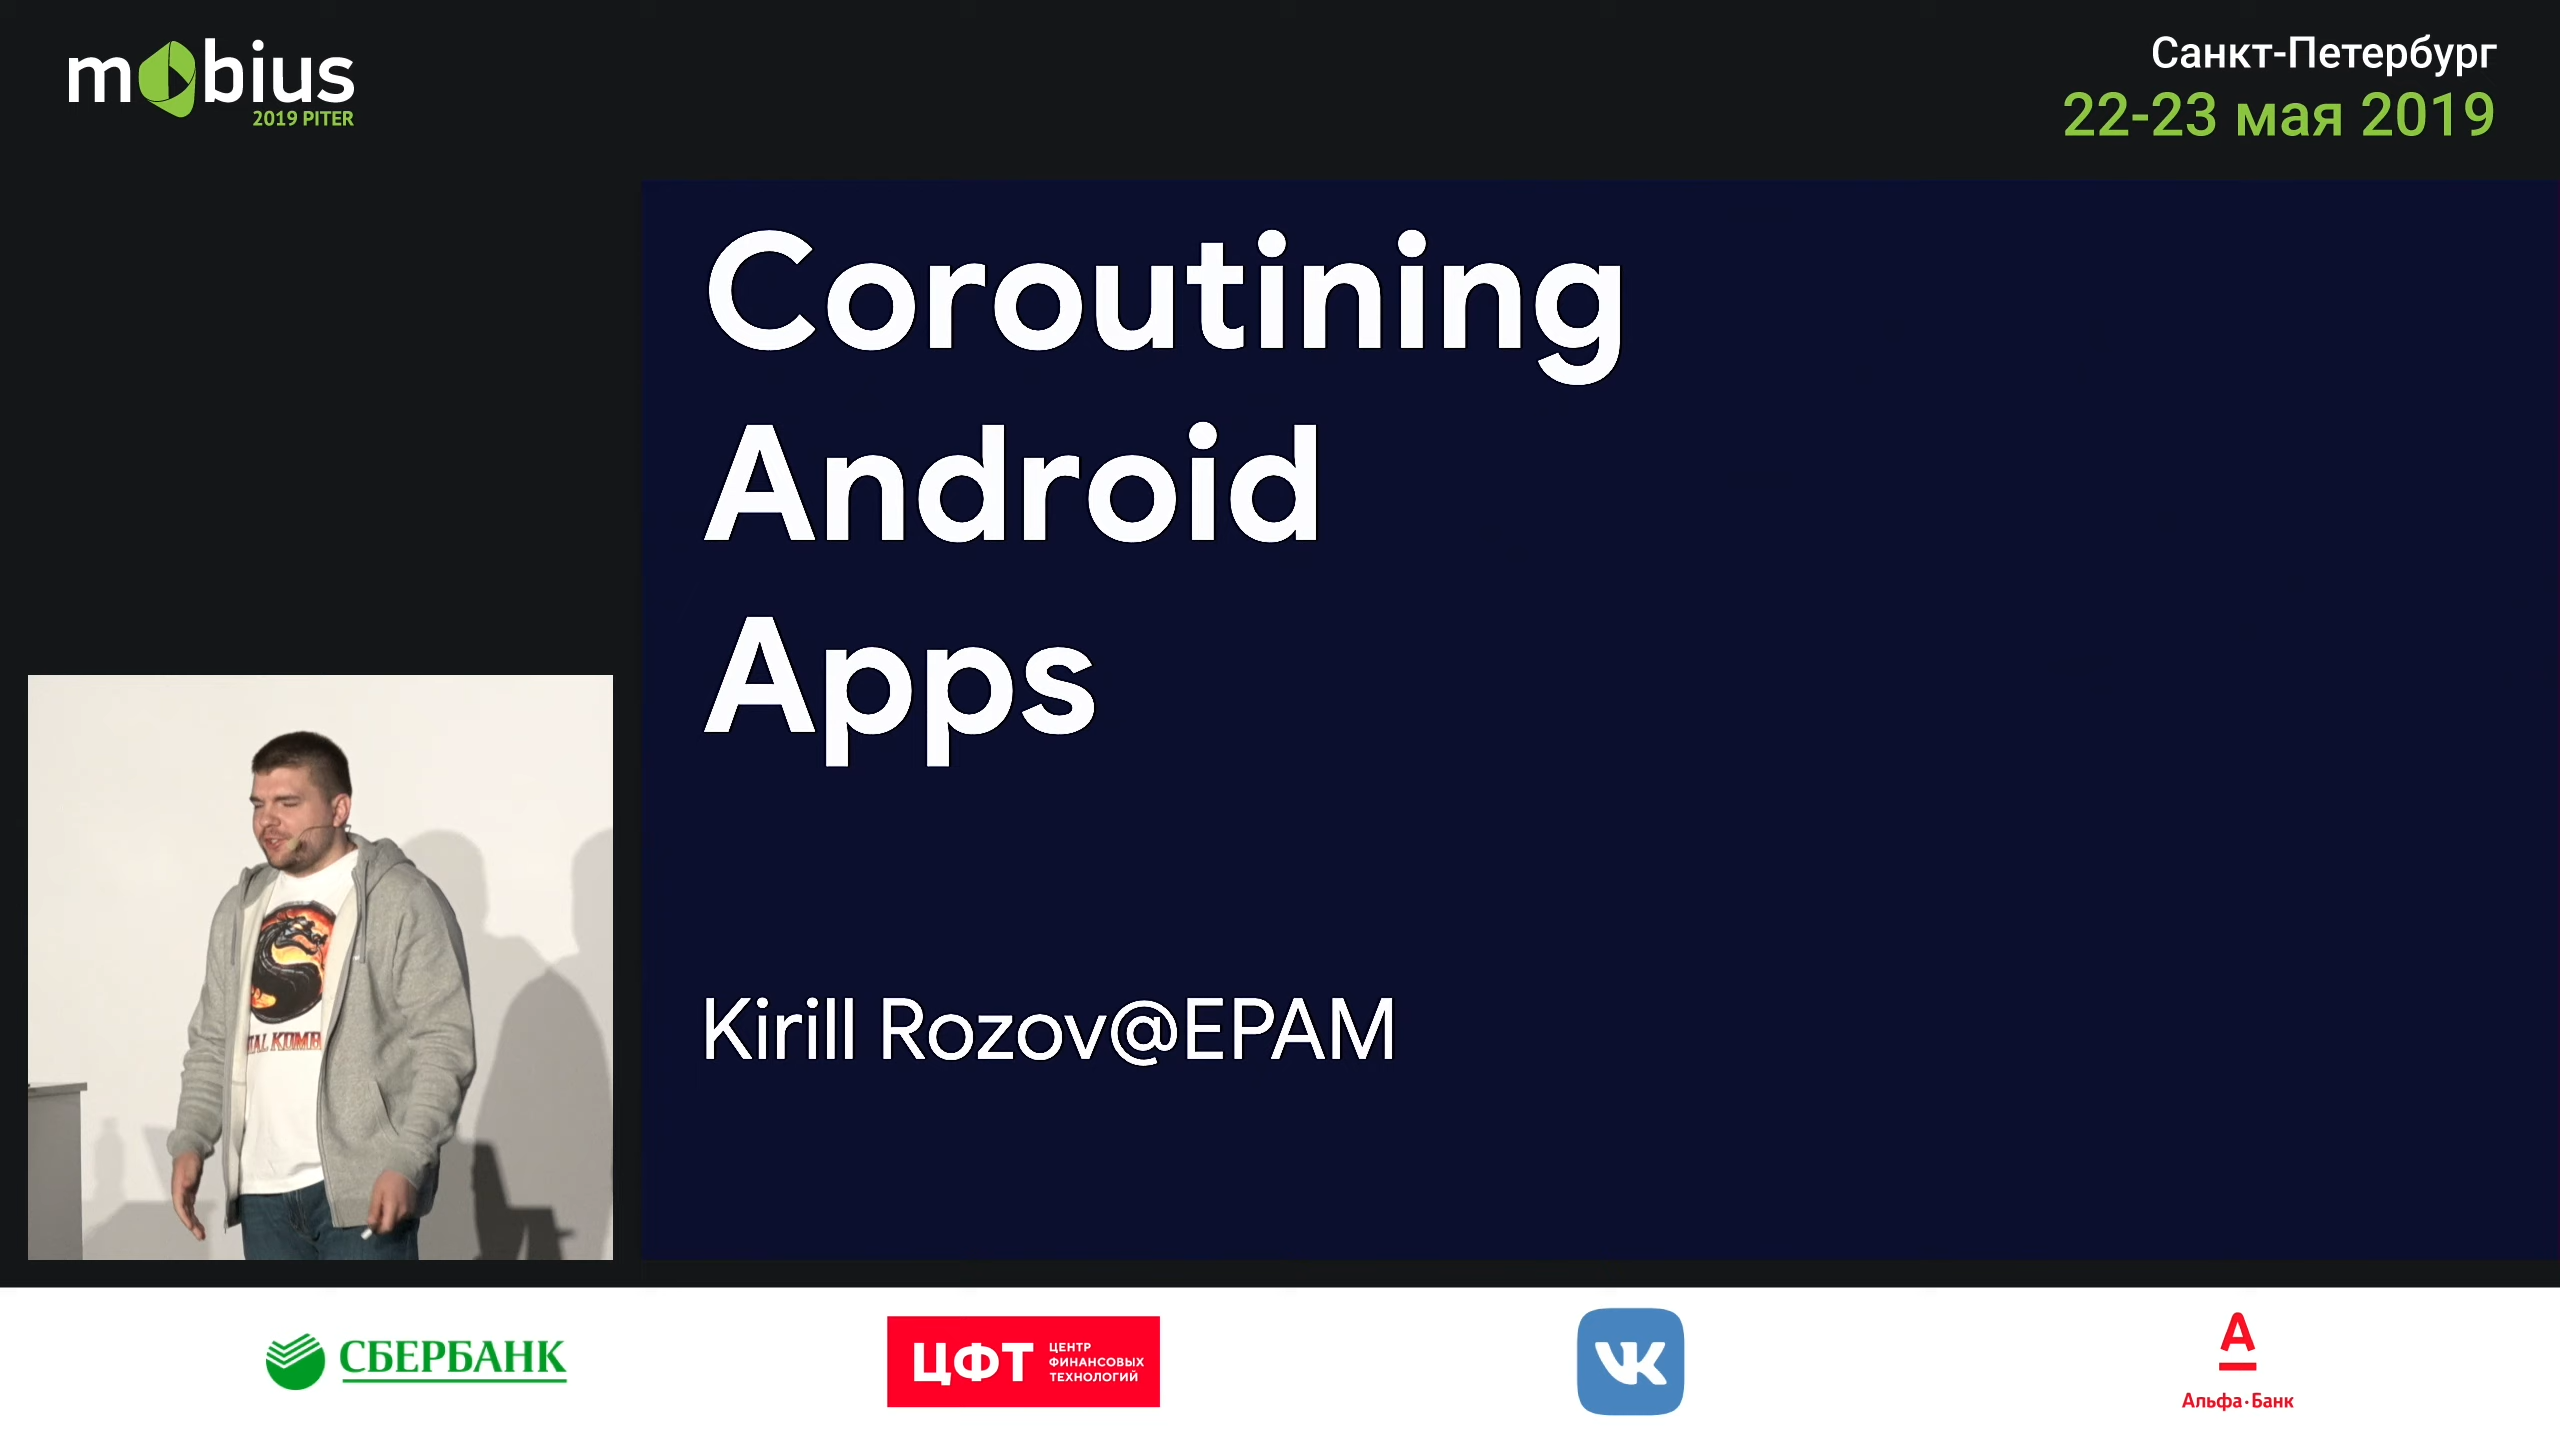 mobius
2019 PITER
Санкт-Петербург
22-23 мая 2019
Coroutining
Android
Apps
Kirill Rozov@EPAM
СБЕРБАНК
ЦФТ
ЦЕНТР
ФИНАНСОВЫХ
ТЕХНОЛОГИЙ
VK
А
Альфа·Банк